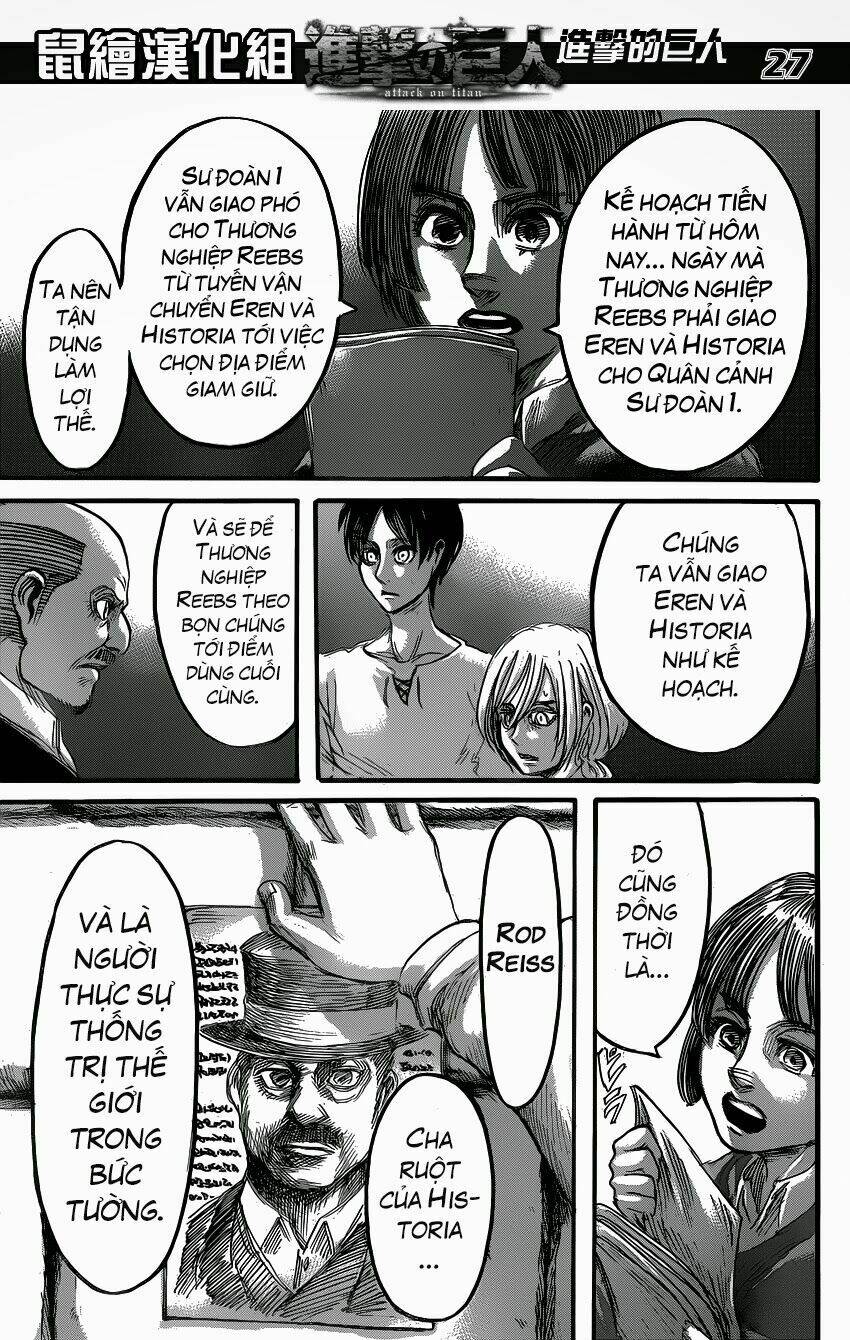 鼠繪漢化組 進撃の巨人 進擊的巨人 27
attack on titan
KẾ HOẠCH TIẾN
HÀNH TỪ HÔM
NAY... NGÀY MÀ
THƯƠNG NGHIỆP
REEBS PHẢI GIAO
EREN VÀ HISTORIA
CHO QUÂN CẢNH
SƯ ĐOÀN 1.
SƯ ĐOÀN 1
VẪN GIAO PHÓ
CHO THƯƠNG
NGHIỆP REEBS
TỪ TUYẾN VẬN
CHUYỂN EREN VÀ
HISTORIA TỚI VIỆC
CHỌN ĐỊA ĐIỂM
GIAM GIỮ.
TA NÊN
TẬN
DỤNG
LÀM
LỢI
THẾ.
CHÚNG
TA VẪN GIAO
EREN VÀ
HISTORIA
NHƯ KẾ
HOẠCH.
VÀ SẼ ĐỂ
THƯƠNG
NGHIỆP
REEBS THEO
BỌN CHÚNG
TỚI ĐIỂM
DÙNG CUỐI
CÙNG.
ĐÓ
CŨNG
ĐỒNG
THỜI
LÀ...
ROD
REISS
CHA
RUỘT
CỦA HIS-
TORIA
...
VÀ LÀ
NGƯỜI
THỰC SỰ
THỐNG
TRỊ THẾ
GIỚI
TRONG
BỨC
TƯỜNG.